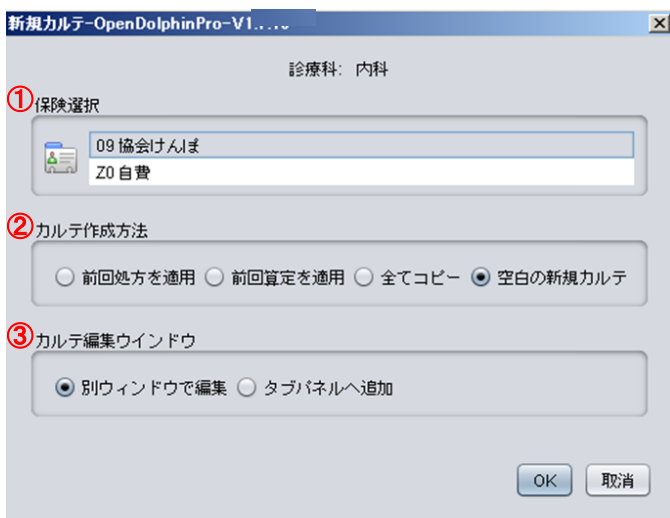 新規カルテ-OpenDolphinPro-V1
診療科: 内科
①保険選択
09 協会けんぽ
Z0 自費
②カルテ作成方法
前回処方を適用 前回算定を適用 全てコピー 空白の新規カルテ
③カルテ編集ウインドウ
別ウィンドウで編集 タブパネルへ追加
OK 取消